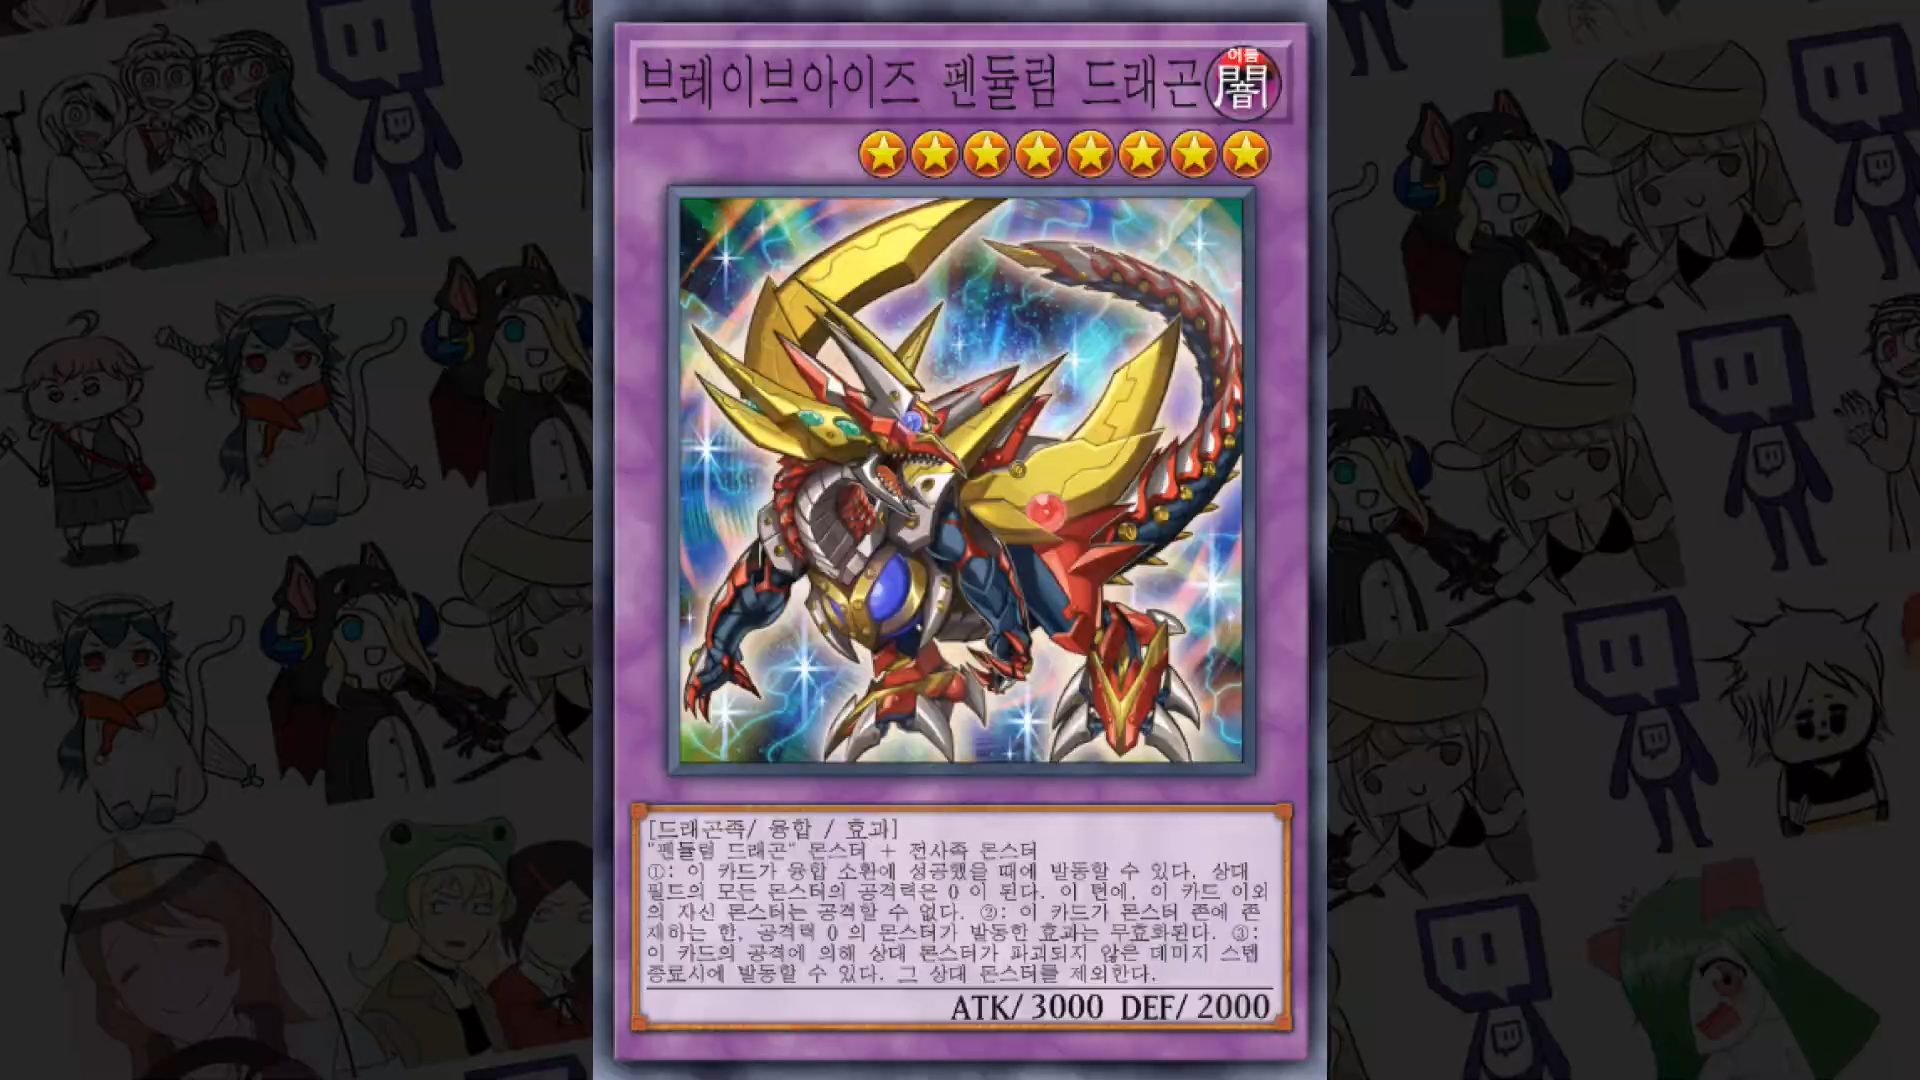 브레이브아이즈 펜듈럼 드래곤
어둠
闇
[드래곤족/ 융합 / 효과]
"펜듈럼 드래곤" 몬스터 + 전사족 몬스터
①: 이 카드가 융합 소환에 성공했을 때에 발동할 수 있다. 상대
필드의 모든 몬스터의 공격력은 0 이 된다. 이 턴에, 이 카드 이외
의 자신 몬스터는 공격할 수 없다. ②: 이 카드가 몬스터 존에 존
재하는 한, 공격력 0 의 몬스터가 발동한 효과는 무효화된다. ③:
이 카드의 공격에 의해 상대 몬스터가 파괴되지 않은 데미지 스텝
종료시에 발동할 수 있다. 그 상대 몬스터를 제외한다.
ATK/ 3000 DEF/ 2000